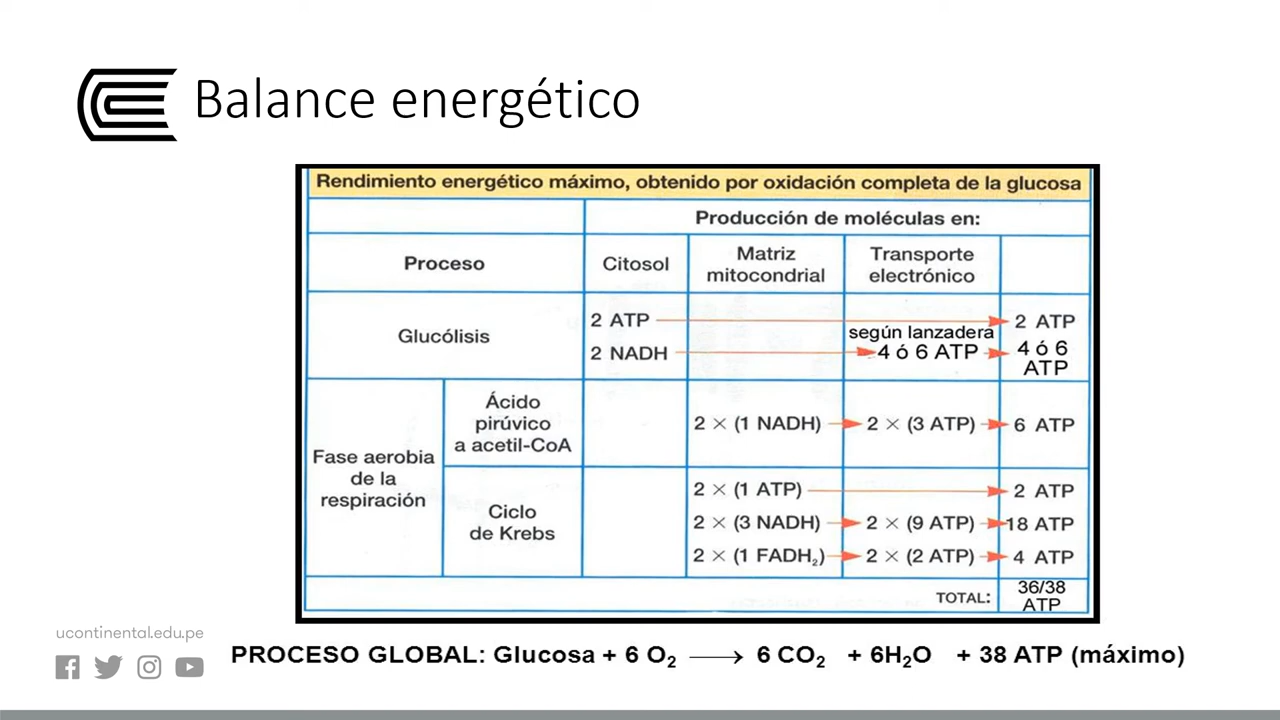 Balance energético
Rendimiento energético máximo, obtenido por oxidación completa de la glucosa
Producción de moléculas en:
Proceso
Citosol
Matriz
mitocondrial
Transporte
electrónico
Glucólisis
2 ATP
2 ATP
2 NADH
según lanzadera
4 ó 6 ATP
4 ó 6
ATP
Fase aerobia
de la
respiración
Ácido
pirúvico
a acetil-CoA
2 × (1 NADH)
2 × (3 ATP)
6 ATP
Ciclo
de Krebs
2 × (1 ATP)
2 ATP
2 × (3 NADH)
2 × (9 ATP)
18 ATP
2 × (1 FADH₂)
2 × (2 ATP)
4 ATP
TOTAL:
36/38
ATP
ucontinental.edu.pe
PROCESO GLOBAL: Glucosa + 6 O₂ ⟶ 6 CO₂ + 6H₂O + 38 ATP (máximo)